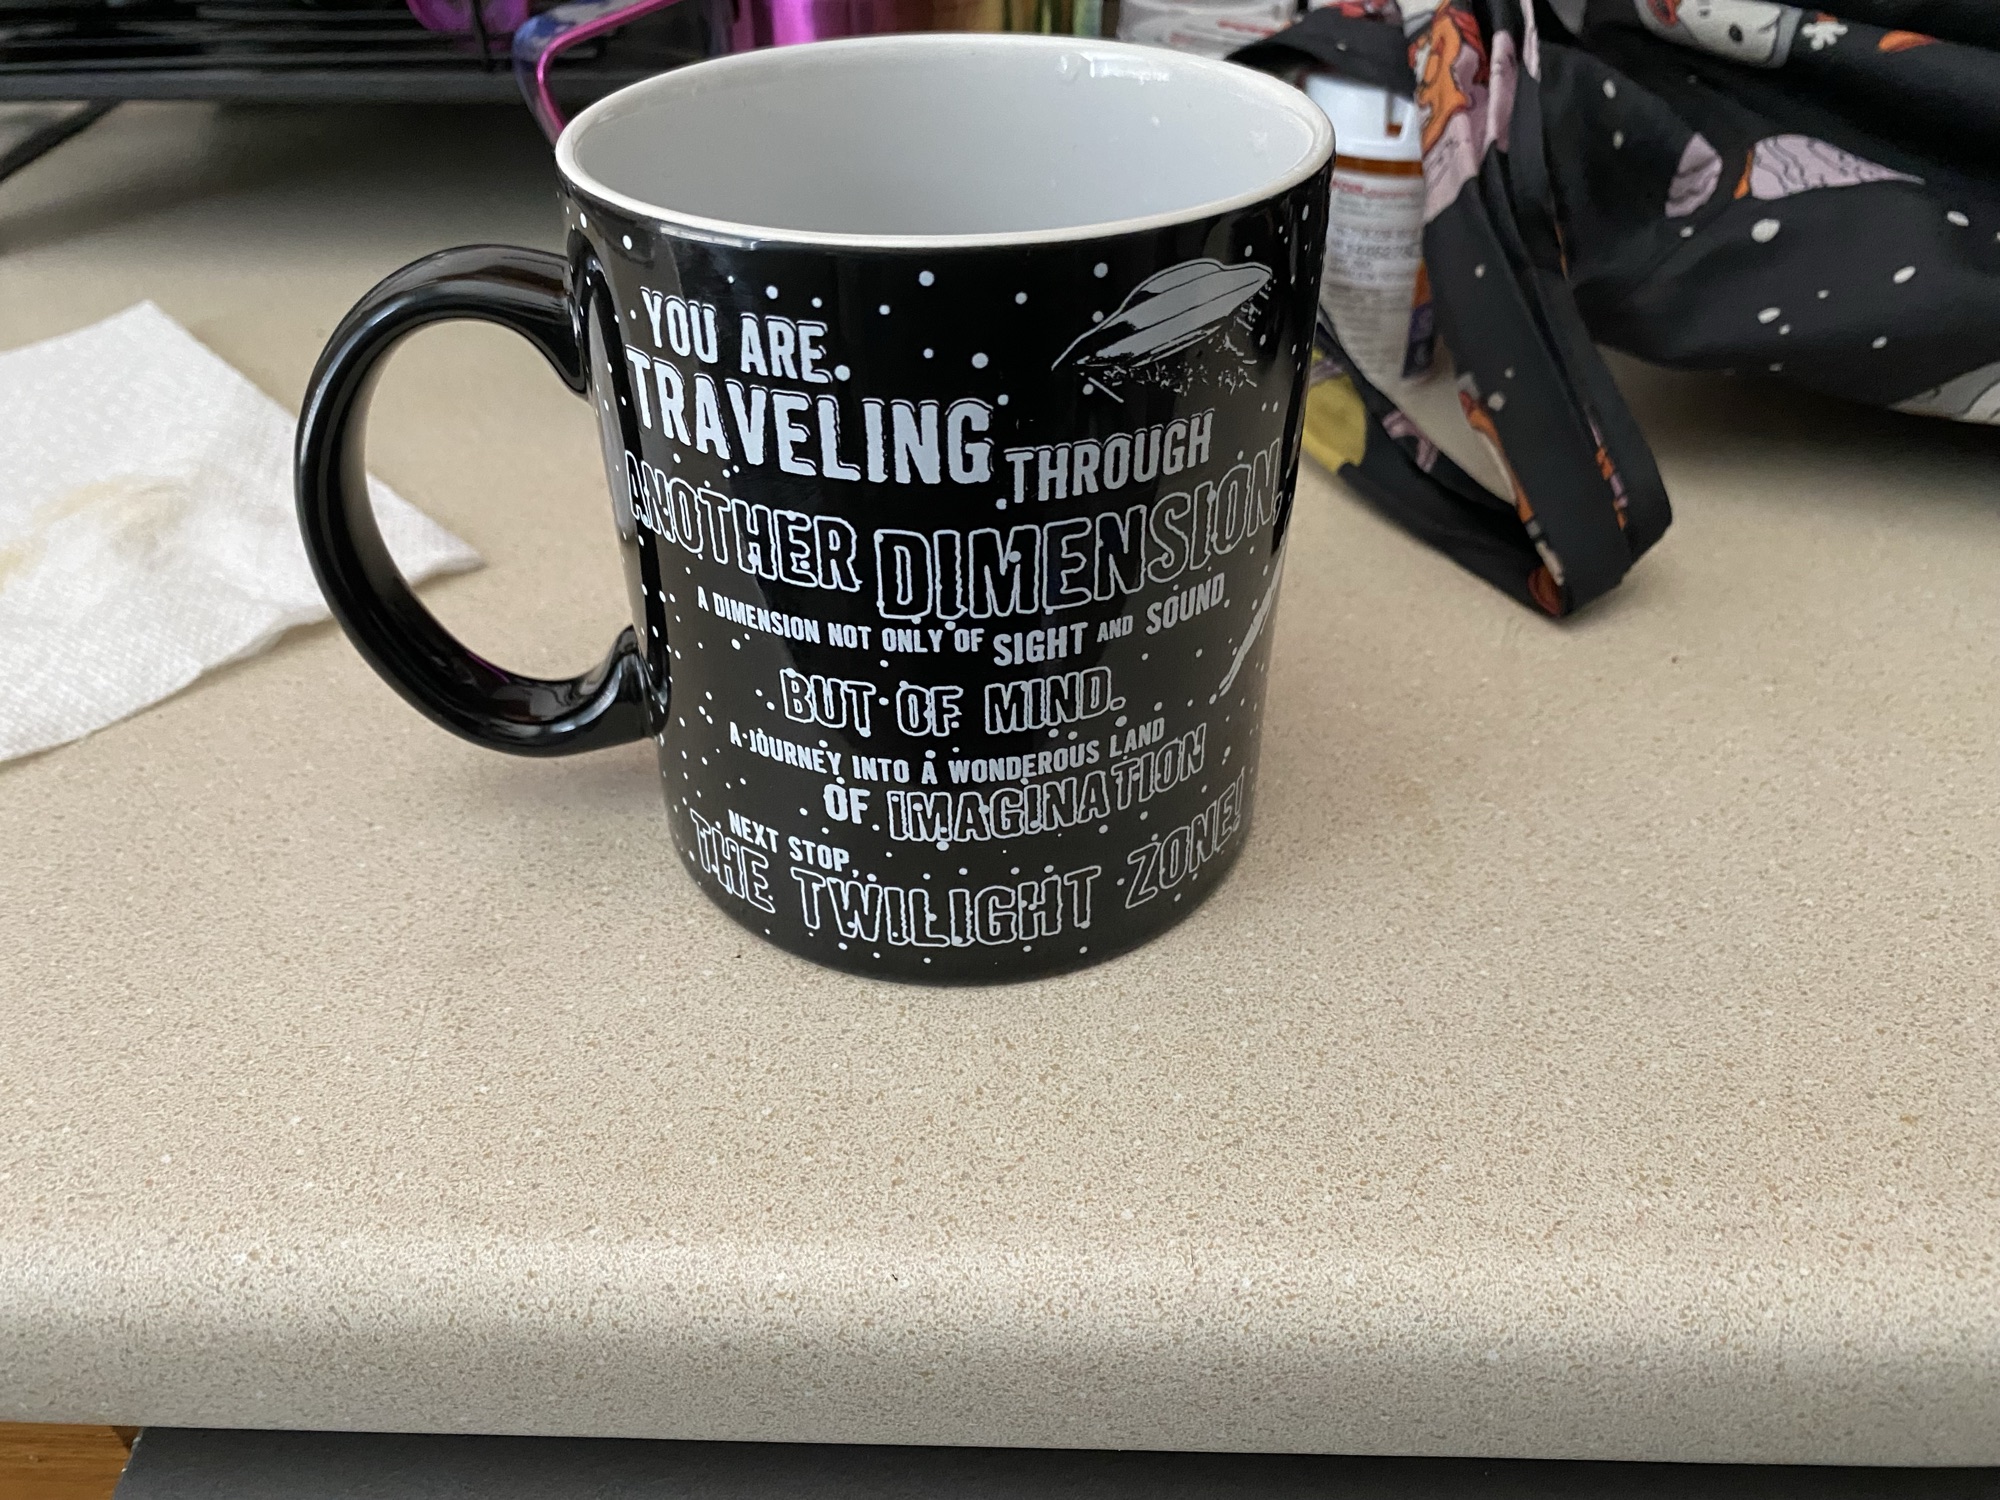 YOU ARE
TRAVELING THROUGH
ANOTHER DIMENSION,
A DIMENSION NOT ONLY OF SIGHT AND SOUND,
BUT OF MIND.
A JOURNEY INTO A WONDEROUS LAND
OF IMAGINATION
NEXT STOP,
THE TWILIGHT ZONE!